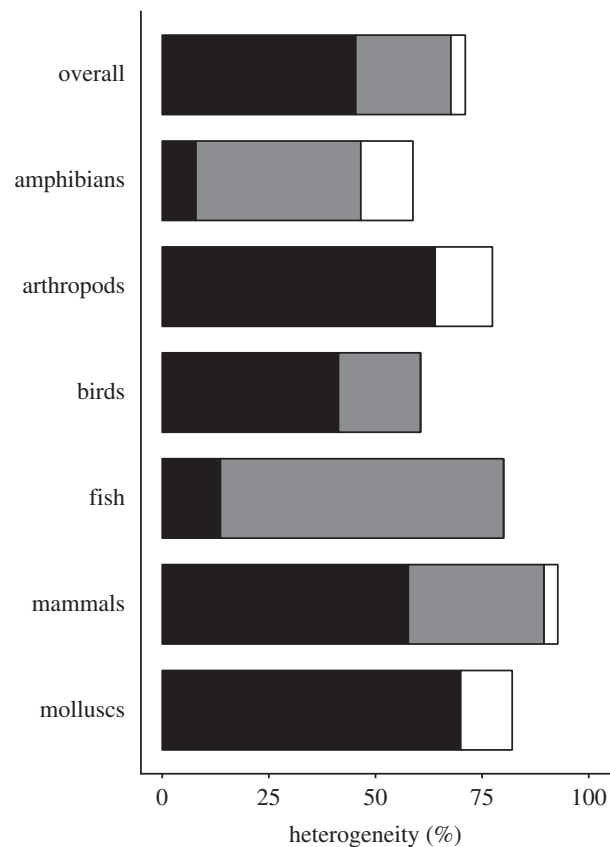 overall
amphibians
arthropods
birds
fish
mammals
molluscs
0 25 50 75 100
heterogeneity (%)